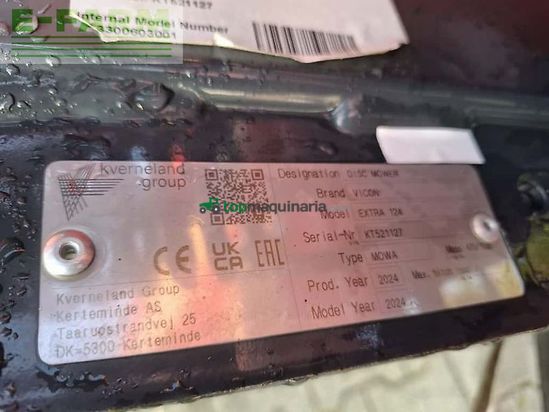 E-FARM
KT521127
Internal Model Number
3300603001
kverneland
group
topmaquinaria
CE UKCA EAC
Kverneland Group
Kerteminde AS
Taarupstrandvej 25
DK-5300 Kerteminde
Designation DISC MOWER
Brand VICON
Model EXTRA 124
Serial-Nr KT521127
Type MOWA
Prod. Year 2024
Model Year 2024